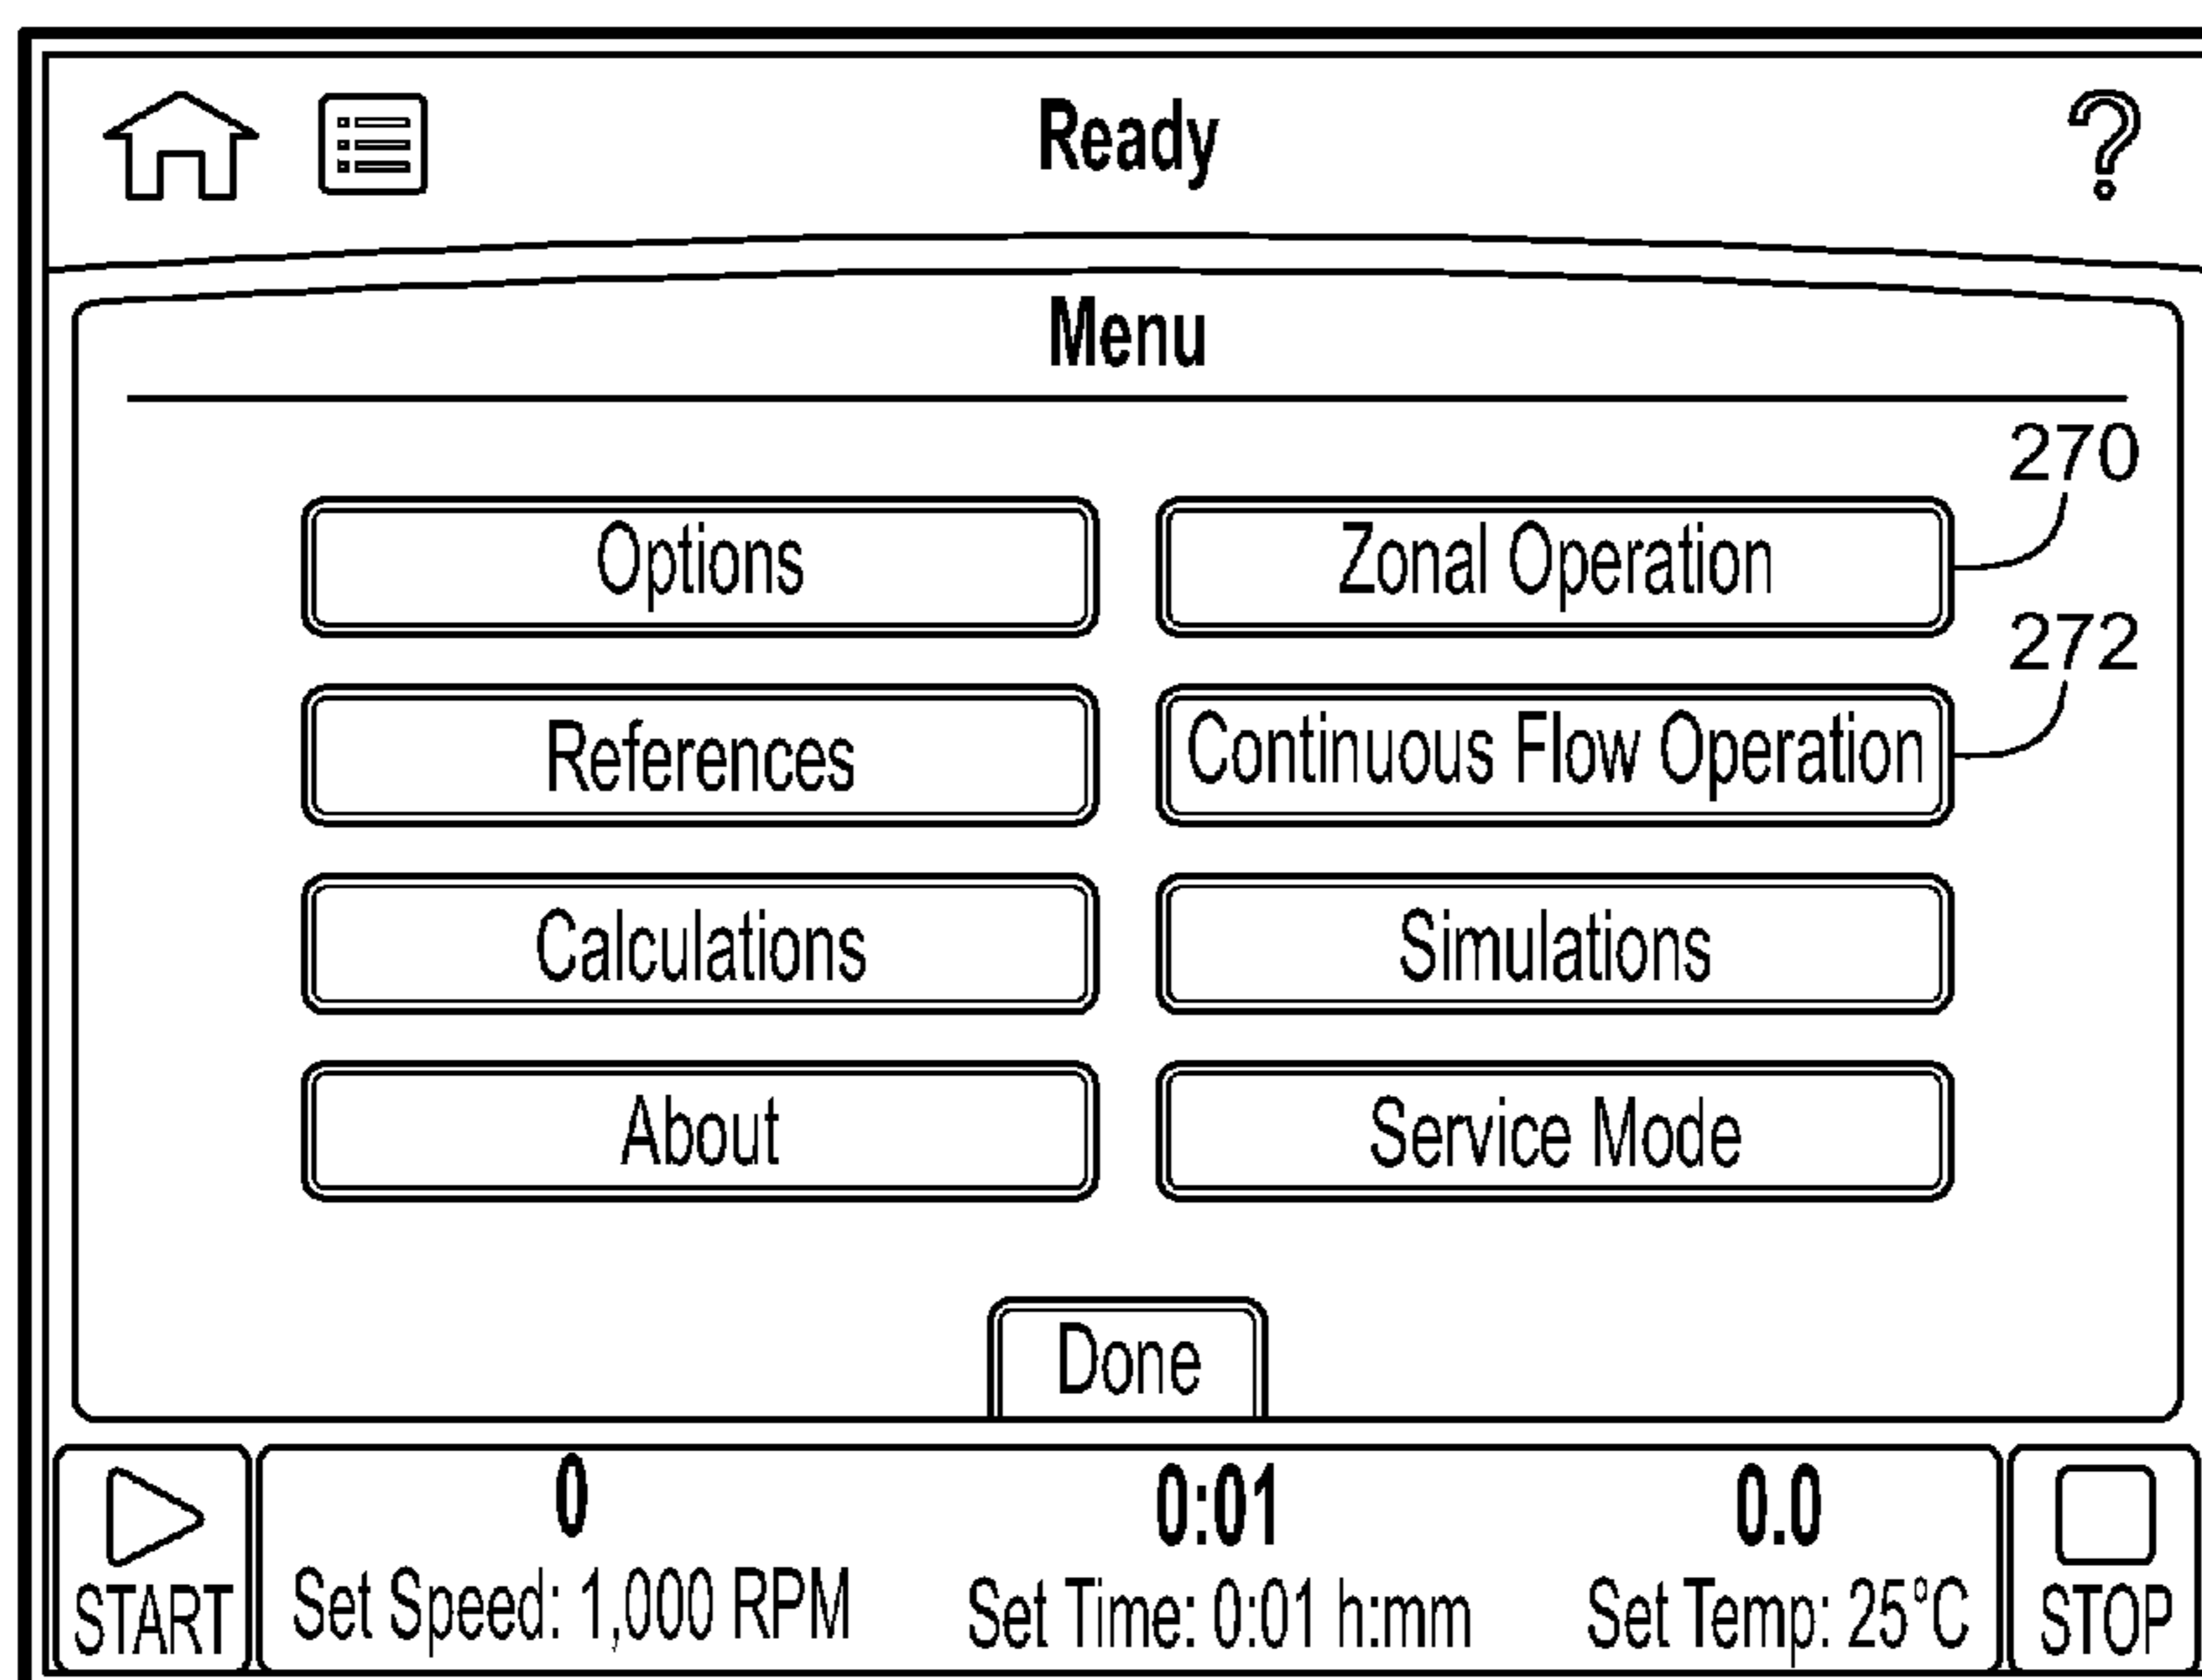 Ready
Menu
270
Options
Zonal Operation
272
References
Continuous Flow Operation
Calculations
Simulations
About
Service Mode
Done
0
0:01
0.0
START
Set Speed: 1,000 RPM
Set Time: 0:01 h:mm
Set Temp: 25°C
STOP